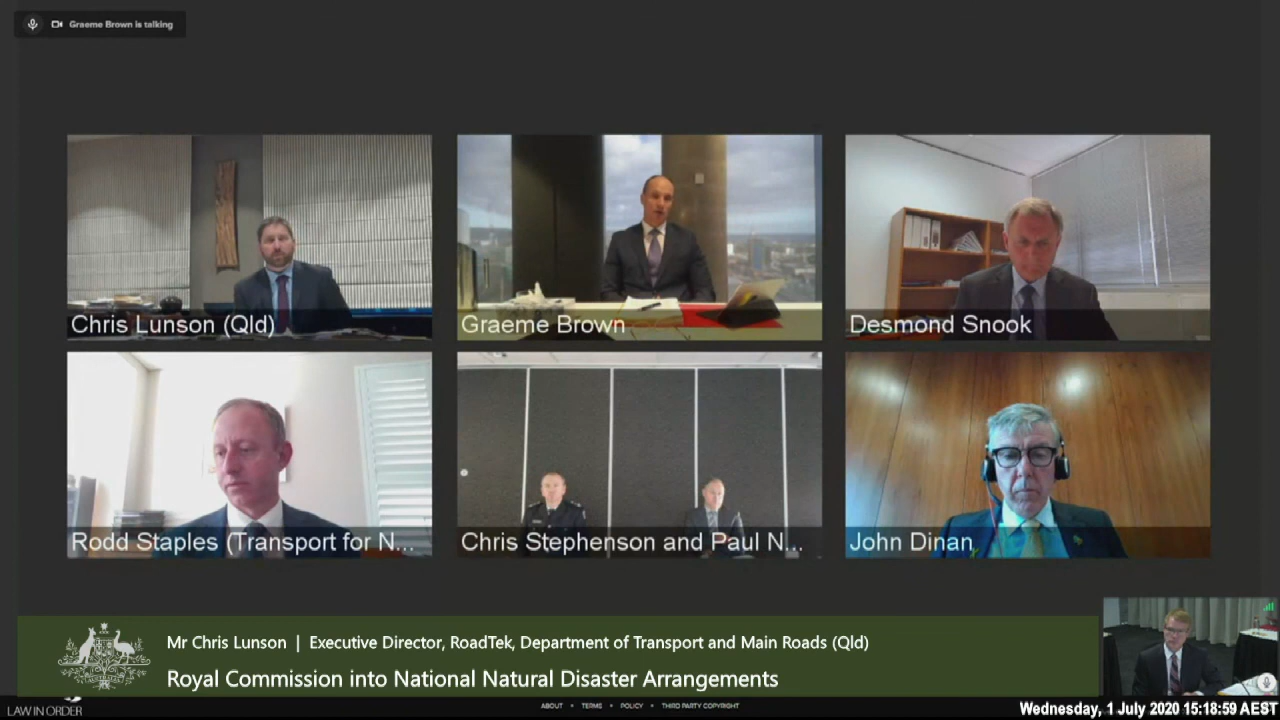 Graeme Brown is talking
Chris Lunson (Qld)
Graeme Brown
Desmond Snook
Rodd Staples (Transport for N...
Chris Stephenson and Paul N...
John Dinan
Mr Chris Lunson | Executive Director, RoadTek, Department of Transport and Main Roads (Qld)
Royal Commission into National Natural Disaster Arrangements
LAW IN ORDER
ABOUT • TERMS • POLICY • THIRD PARTY COPYRIGHT
Wednesday, 1 July 2020 15:18:59 AEST